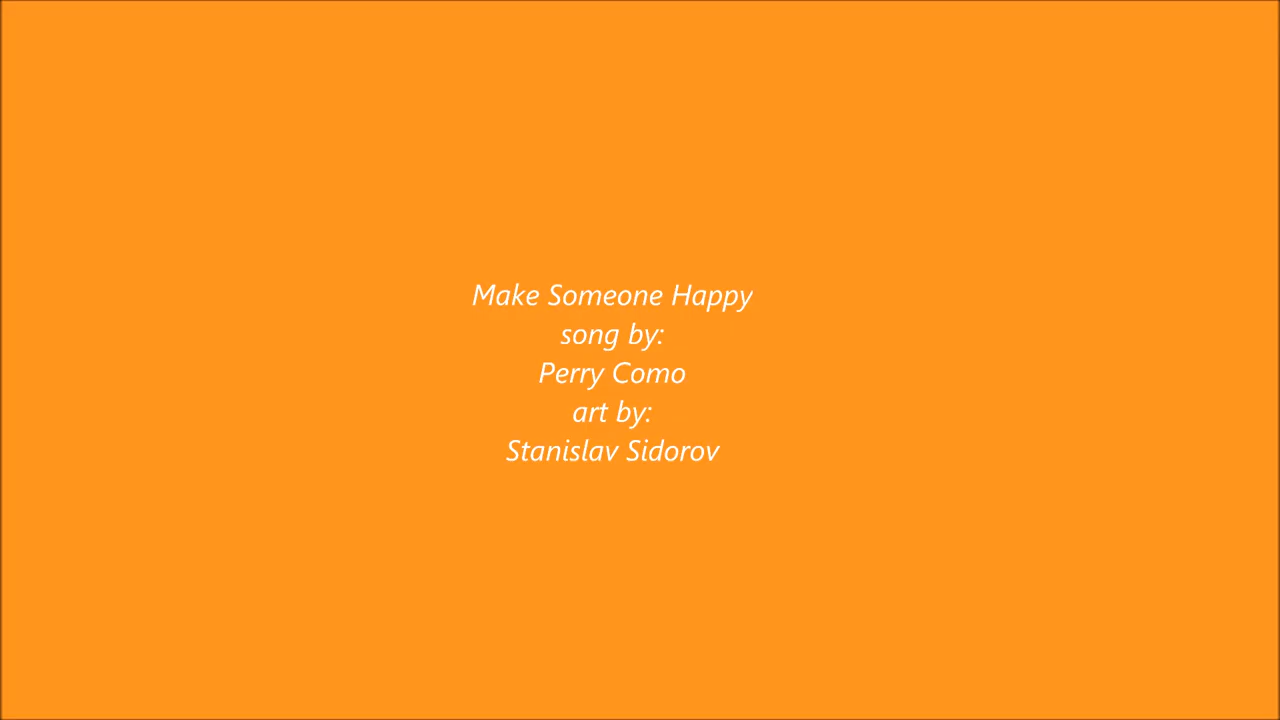 Make Someone Happy
song by:
Perry Como
art by:
Stanislav Sidorov